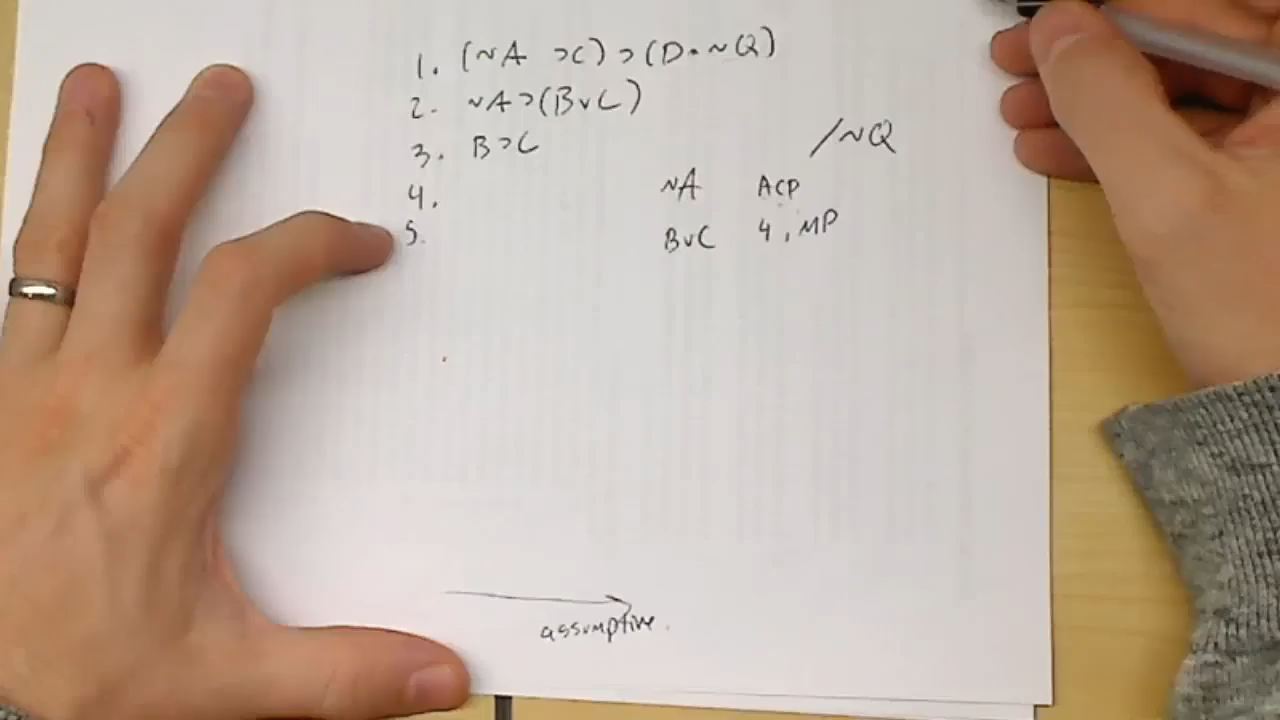 1. (~A ⊃C) ⊃ (D • ~Q)
2. ~A ⊃ (B v C)
3. B ⊃ C
/~Q
4. ~A ACP
5. B v C 4, MP
assumptive.